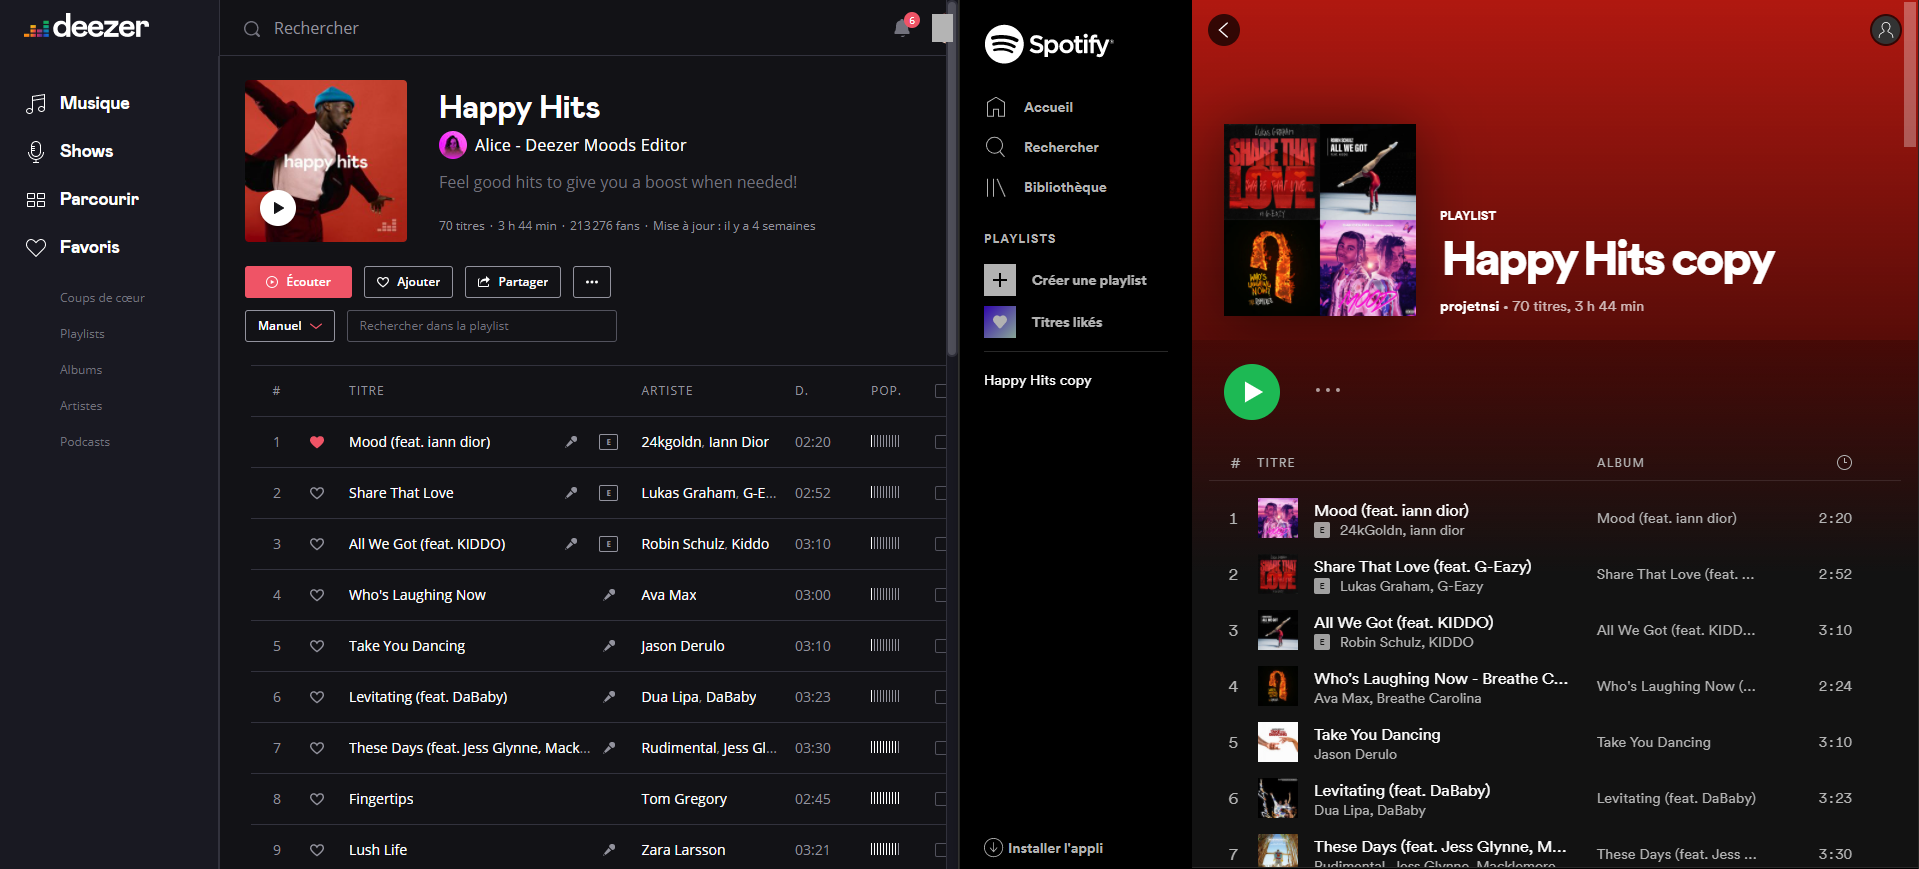 deezer
Musique
Shows
Parcourir
Favoris
Coups de cœur
Playlists
Albums
Artistes
Podcasts
Rechercher
6
happy hits
Happy Hits
Alice - Deezer Moods Editor
Feel good hits to give you a boost when needed!
70 titres · 3 h 44 min · 213 276 fans · Mise à jour : il y a 4 semaines
Écouter
Ajouter
Partager
Manuel
Rechercher dans la playlist
# TITRE ARTISTE D. POP.
1 Mood (feat. iann dior) E 24kgoldn, Iann Dior 02:20
2 Share That Love E Lukas Graham, G-E... 02:52
3 All We Got (feat. KIDDO) E Robin Schulz, Kiddo 03:10
4 Who's Laughing Now Ava Max 03:00
5 Take You Dancing Jason Derulo 03:10
6 Levitating (feat. DaBaby) Dua Lipa, DaBaby 03:23
7 These Days (feat. Jess Glynne, Mack... Rudimental, Jess Gl... 03:30
8 Fingertips Tom Gregory 02:45
9 Lush Life Zara Larsson 03:21
Spotify
Accueil
Rechercher
Bibliothèque
PLAYLISTS
Créer une playlist
Titres likés
Happy Hits copy
Installer l'appli
SHARE THAT
LOVE
ALL WE GOT
PLAYLIST
Happy Hits copy
projetnsi • 70 titres, 3 h 44 min
# TITRE ALBUM
1 Mood (feat. iann dior) Mood (feat. iann dior) 2:20
E 24kGoldn, iann dior
2 Share That Love (feat. G-Eazy) Share That Love (feat. ... 2:52
E Lukas Graham, G-Eazy
3 All We Got (feat. KIDDO) All We Got (feat. KIDD... 3:10
E Robin Schulz, KIDDO
4 Who's Laughing Now - Breathe C... Who's Laughing Now (... 2:24
Ava Max, Breathe Carolina
5 Take You Dancing Take You Dancing 3:10
Jason Derulo
6 Levitating (feat. DaBaby) Levitating (feat. DaBaby) 3:23
Dua Lipa, DaBaby
7 These Days (feat. Jess Glynne, M... These Days (feat. Jess ... 3:30
Rudimental, Jess Glynne, Macklemore